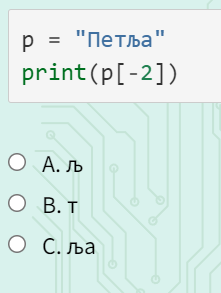 p = "Петља"
print(p[-2])
A. љ
B. т
C. ља